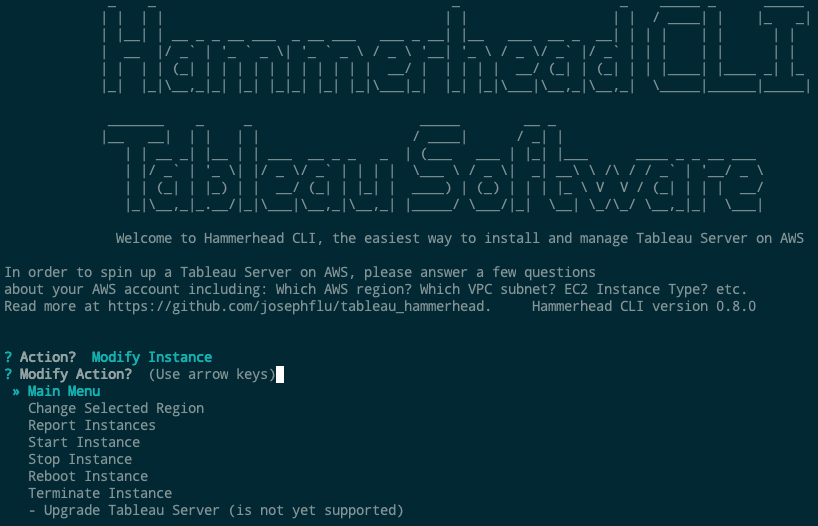 Hammerhead CLI
Tableau Software
Welcome to Hammerhead CLI, the easiest way to install and manage Tableau Server on AWS
In order to spin up a Tableau Server on AWS, please answer a few questions
about your AWS account including: Which AWS region? Which VPC subnet? EC2 Instance Type? etc.
Read more at https://github.com/josephflu/tableau_hammerhead.     Hammerhead CLI version 0.8.0
? Action?  Modify Instance
? Modify Action?  (Use arrow keys)
» Main Menu
Change Selected Region
Report Instances
Start Instance
Stop Instance
Reboot Instance
Terminate Instance
- Upgrade Tableau Server (is not yet supported)